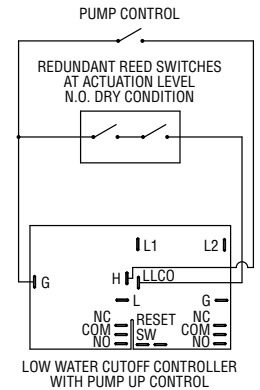 PUMP CONTROL
REDUNDANT REED SWITCHES
AT ACTUATION LEVEL
N.O. DRY CONDITION
L1
L2
G
H
LLCO
L
G
NC
COM
NO
RESET
SW
NC
COM
NO
LOW WATER CUTOFF CONTROLLER
WITH PUMP UP CONTROL